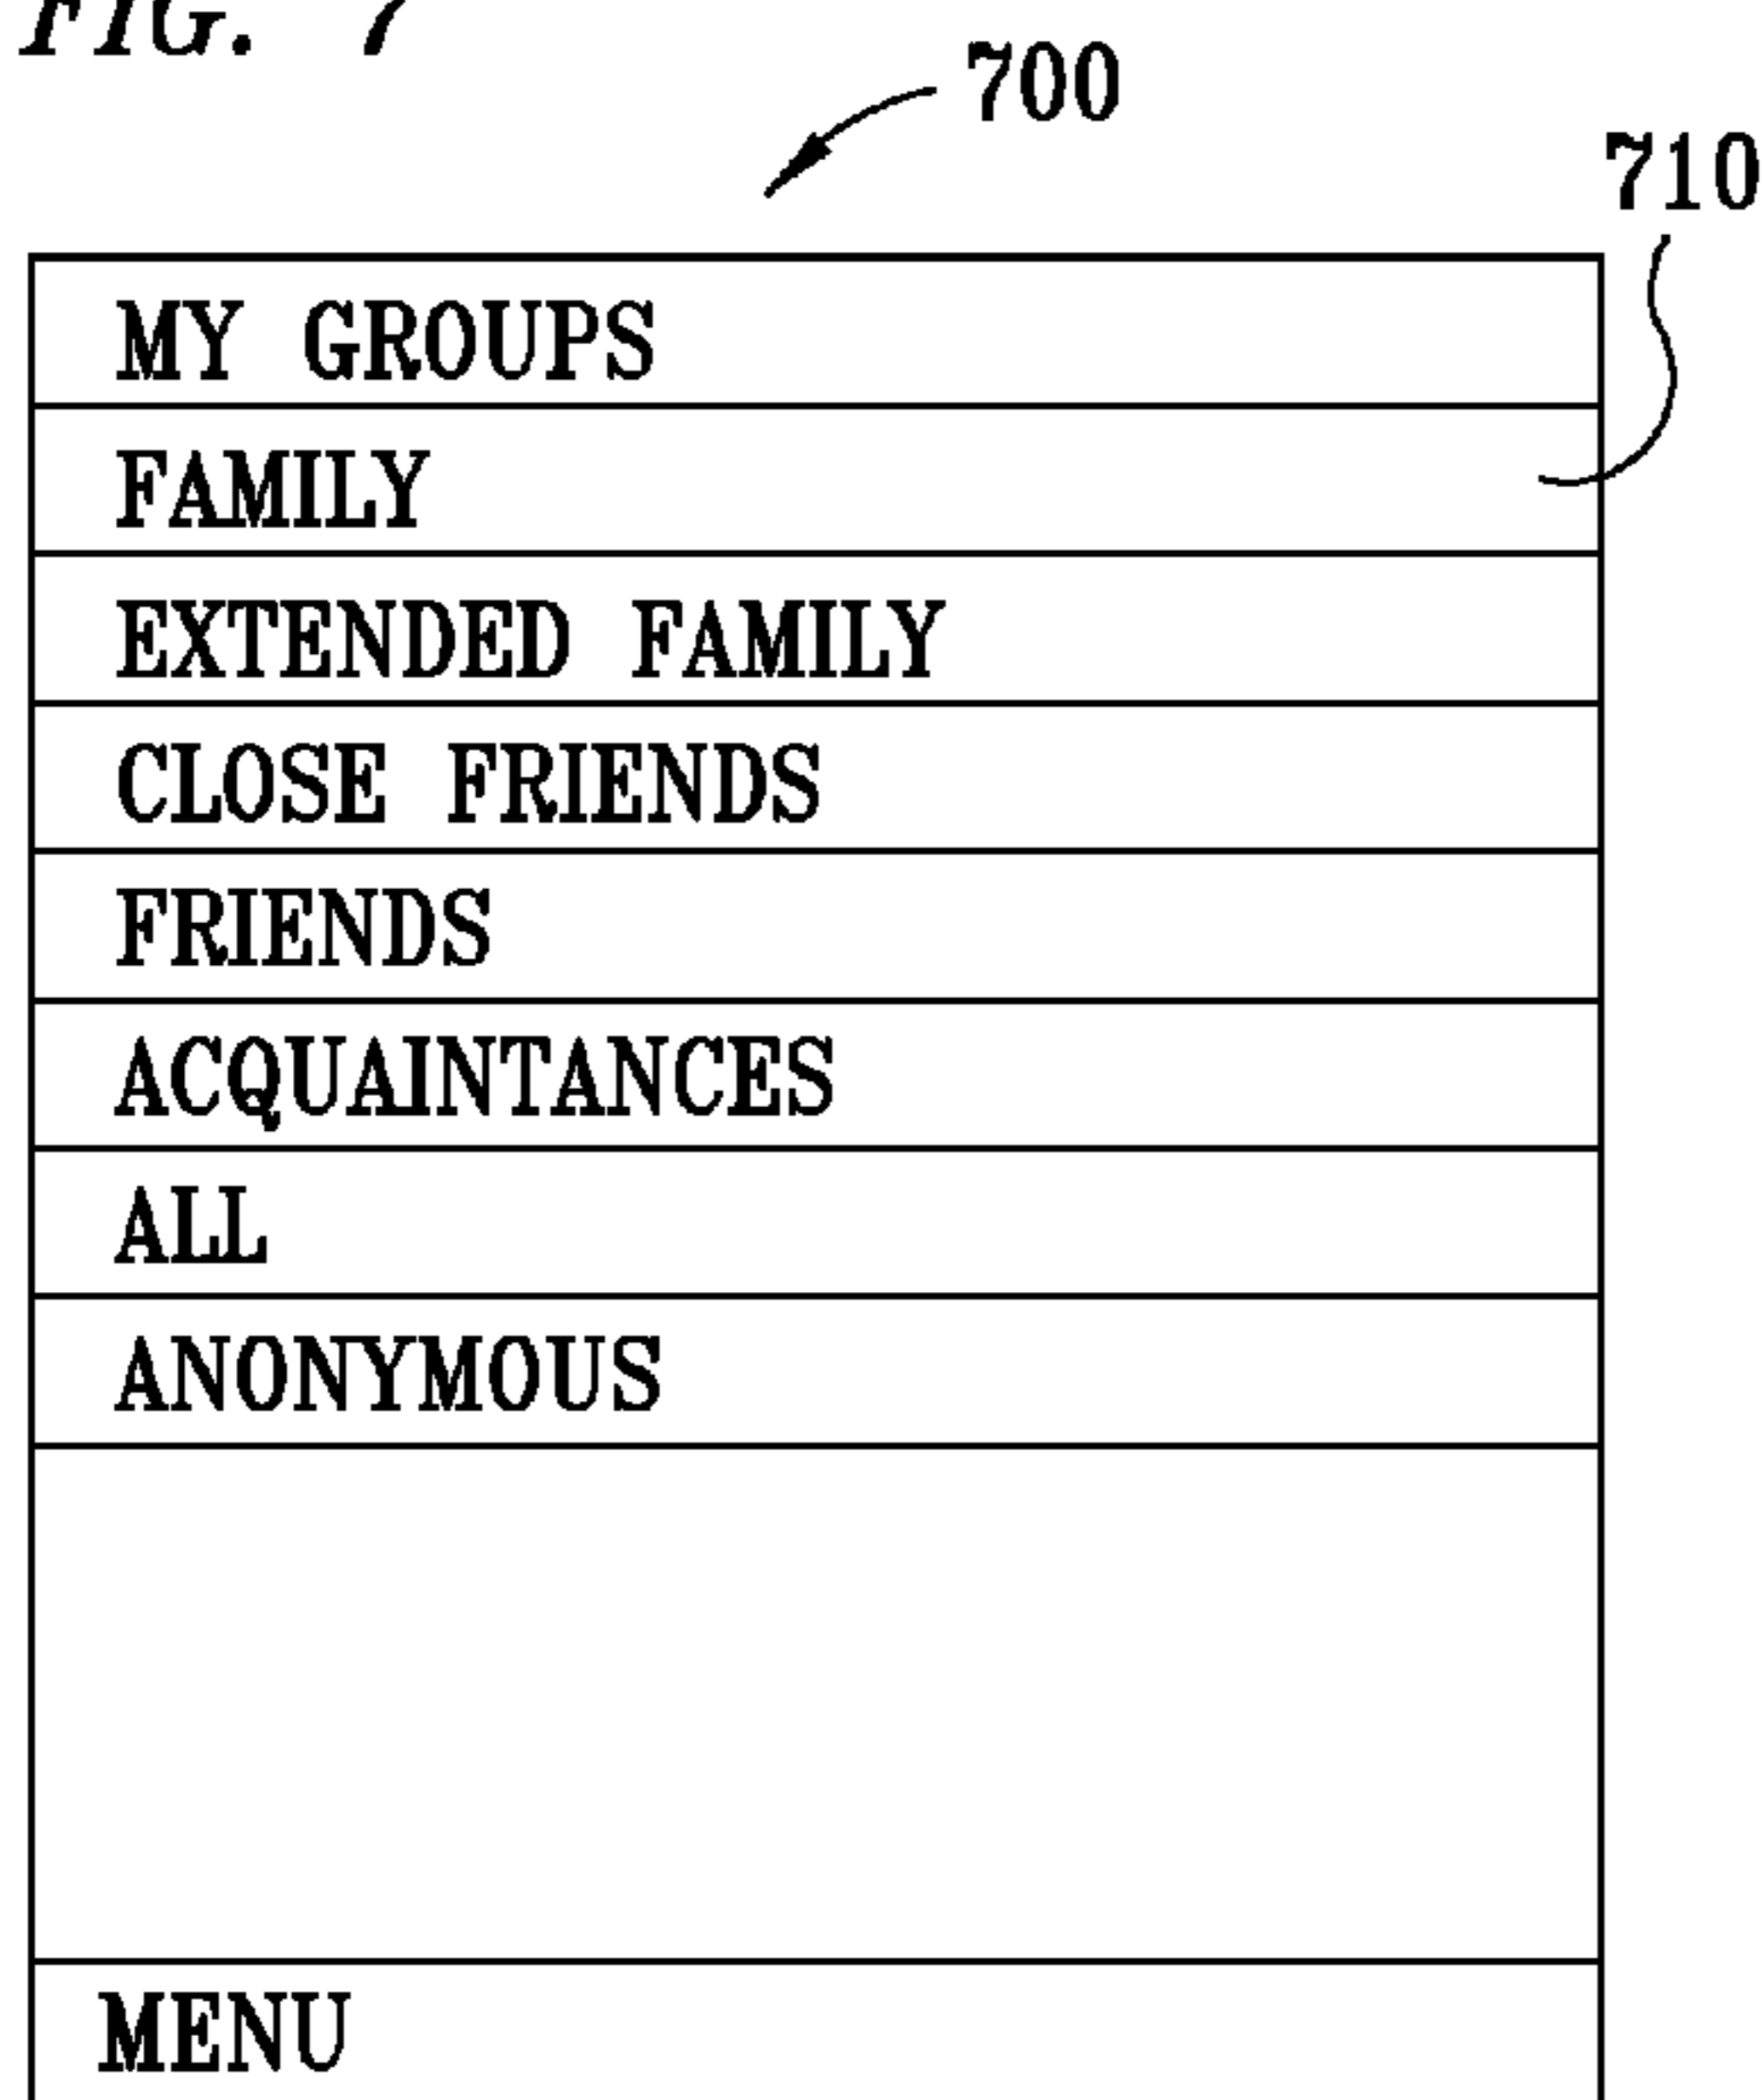 FIG. 7
700
710
MY GROUPS
FAMILY
EXTENDED FAMILY
CLOSE FRIENDS
FRIENDS
ACQUAINTANCES
ALL
ANONYMOUS
MENU